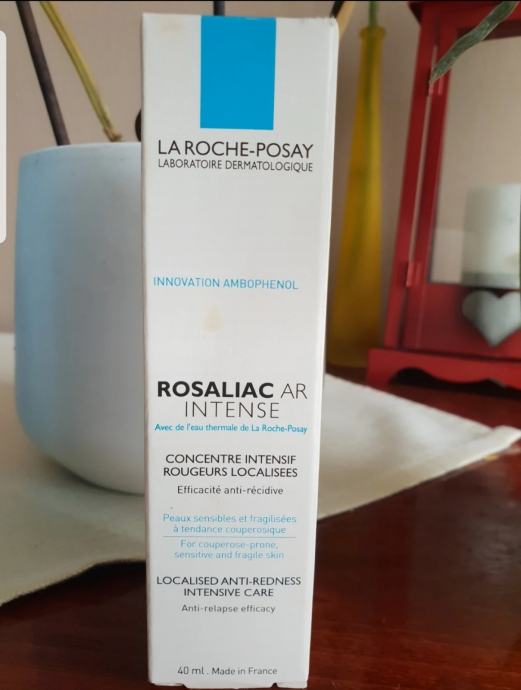 LA ROCHE-POSAY
LABORATOIRE DERMATOLOGIQUE
INNOVATION AMBOPHENOL
ROSALIAC AR
INTENSE
Avec de l'eau thermale de La Roche-Posay
CONCENTRE INTENSIF
ROUGEURS LOCALISEES
Efficacité anti-récidive
Peaux sensibles et fragilisées
à tendance couperosique
For couperose-prone,
sensitive and fragile skin
LOCALISED ANTI-REDNESS
INTENSIVE CARE
Anti-relapse efficacy
40 ml . Made in France